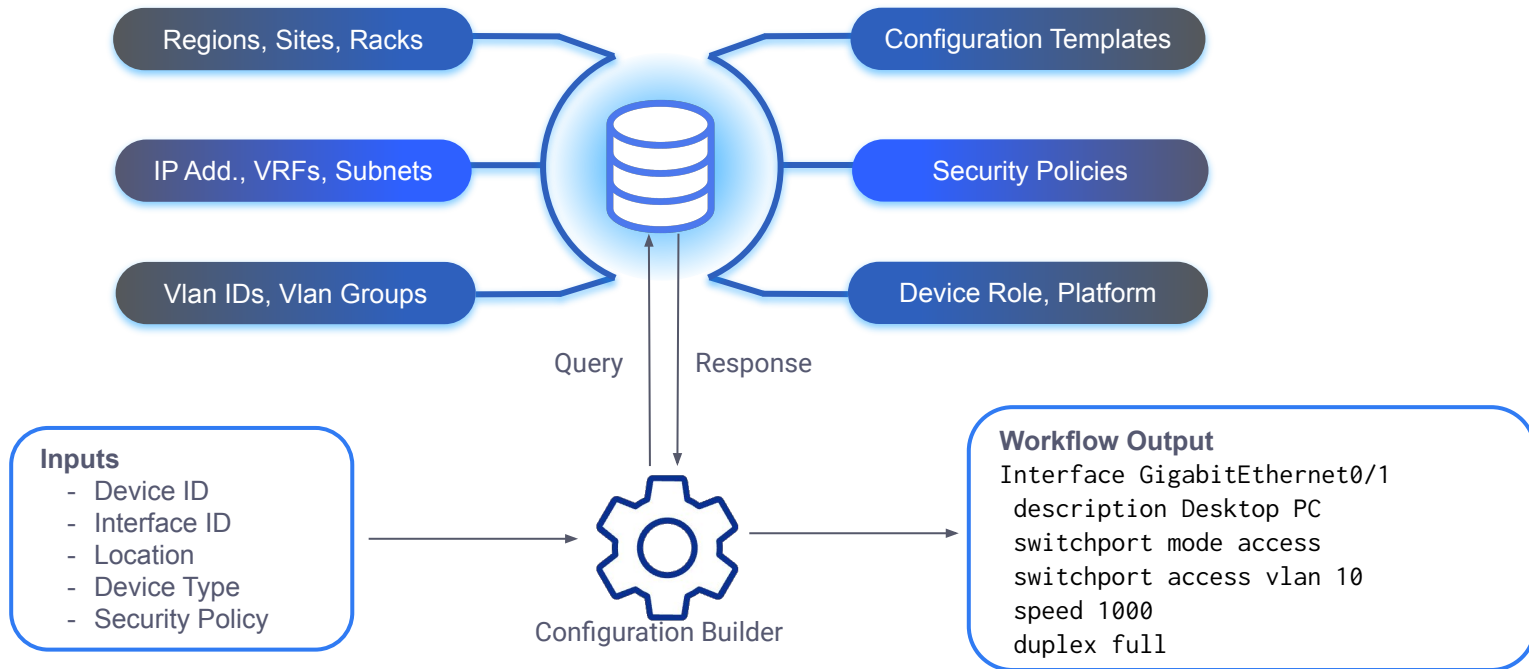 Regions, Sites, Racks
Configuration Templates
IP Add., VRFs, Subnets
Security Policies
Vlan IDs, Vlan Groups
Device Role, Platform
Query
Response
Inputs
- Device ID
- Interface ID
- Location
- Device Type
- Security Policy
Configuration Builder
Workflow Output
Interface GigabitEthernet0/1
description Desktop PC
switchport mode access
switchport access vlan 10
speed 1000
duplex full